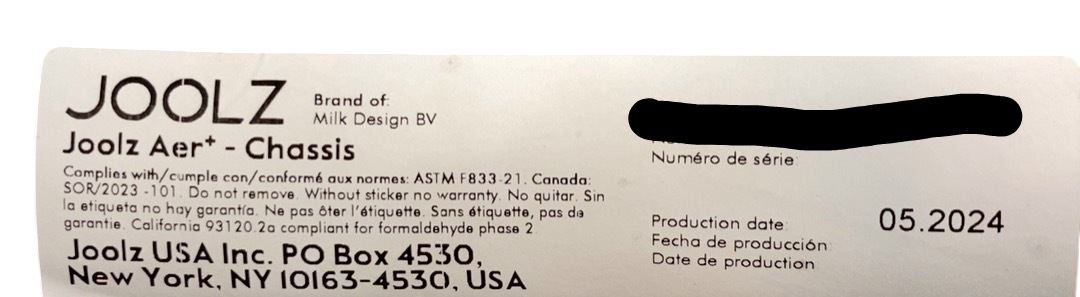 JOOLZ
Brand of:
Milk Design BV
Joolz Aer+ - Chassis
Complies with/cumple con/conformé aux normes: ASTM F833-21. Canada:
SOR/2023 -101. Do not remove. Without sticker no warranty. No quitar. Sin
la etiqueta no hay garantía. Ne pas ôter l'étiquette. Sans étiquette, pas de
garantie. California 93120.2a compliant for formaldehyde phase 2
Joolz USA Inc. PO Box 4530,
New York, NY 10163-4530, USA
Numéro de série
Production date: 05.2024
Fecha de producción
Date de production